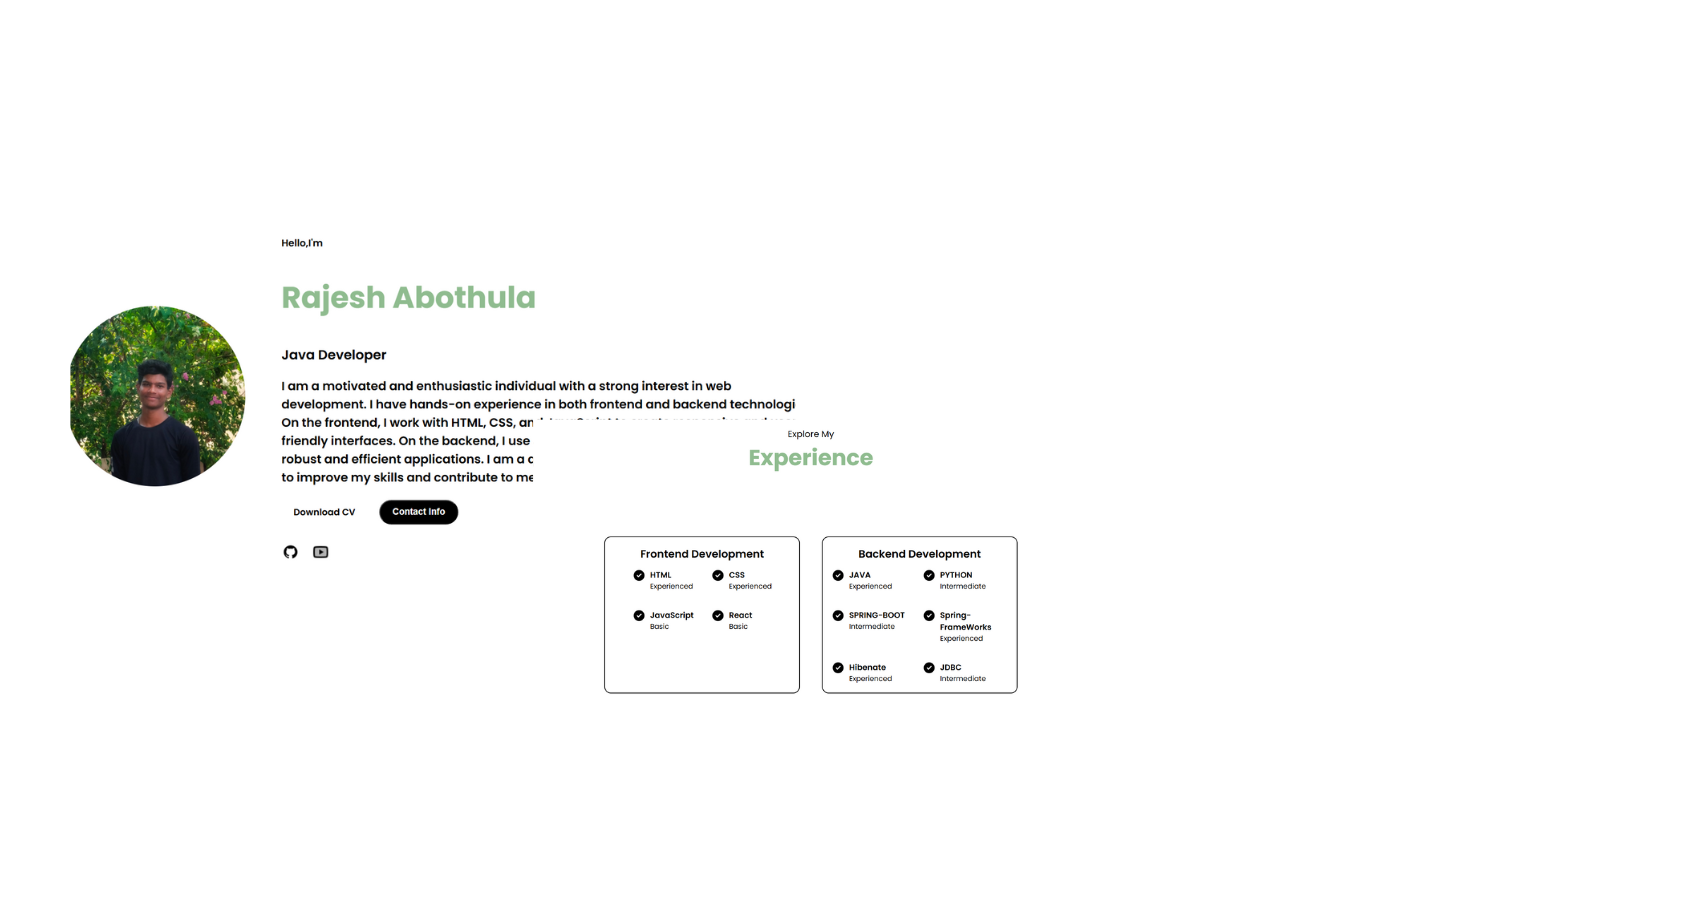 Hello,I'm
Rajesh Abothula
Java Developer
I am a motivated and enthusiastic individual with a strong interest in web
development. I have hands-on experience in both frontend and backend technologi
On the frontend, I work with HTML, CSS, an
friendly interfaces. On the backend, I use
robust and efficient applications. I am a
to improve my skills and contribute to me
Download CV
Contact Info
Explore My
Experience
Frontend Development
HTML
Experienced
CSS
Experienced
JavaScript
Basic
React
Basic
Backend Development
JAVA
Experienced
PYTHON
Intermediate
SPRING-BOOT
Intermediate
Spring-
FrameWorks
Experienced
Hibenate
Experienced
JDBC
Intermediate